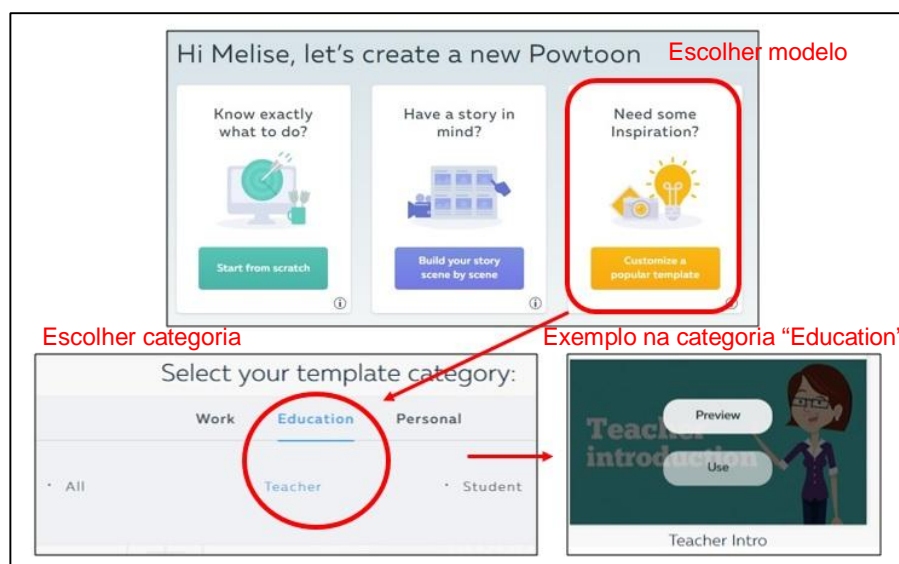 Hi Melise, let's create a new Powtoon
Escolher modelo
Know exactly
what to do?
Start from scratch
Have a story in
mind?
Build your story
scene by scene
Need some
Inspiration?
Customize a
popular template
Escolher categoria
Select your template category:
Work Education Personal
· All Teacher · Student
Exemplo na categoria “Education”
Teacher
introduction
Preview
Use
Teacher Intro